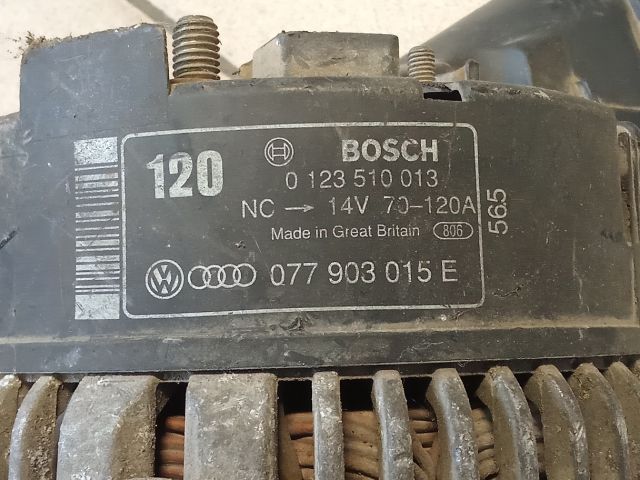 120
BOSCH
0 123 510 013
NC → 14V 70-120A
Made in Great Britain 806
565
077 903 015 E